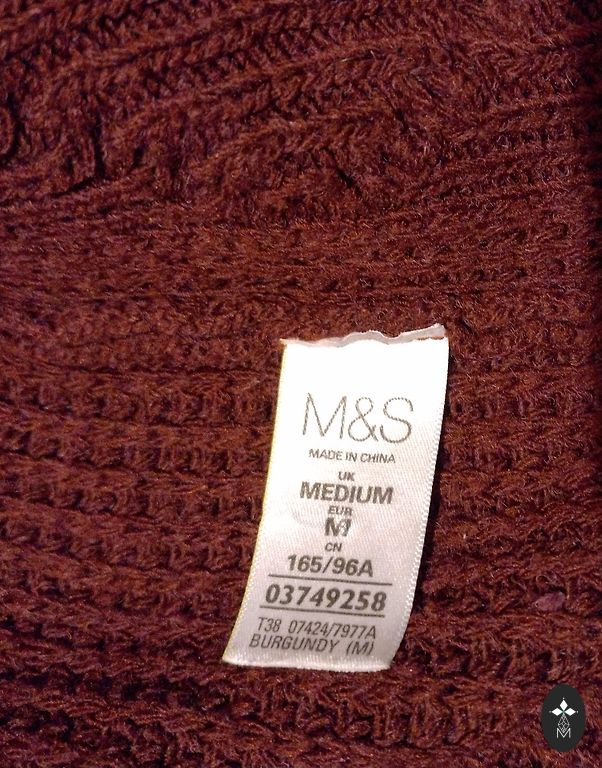 M&S
MADE IN CHINA
UK
MEDIUM
EUR
M
CN
165/96A
03749258
T38 07424/7977A
BURGUNDY (M)
M